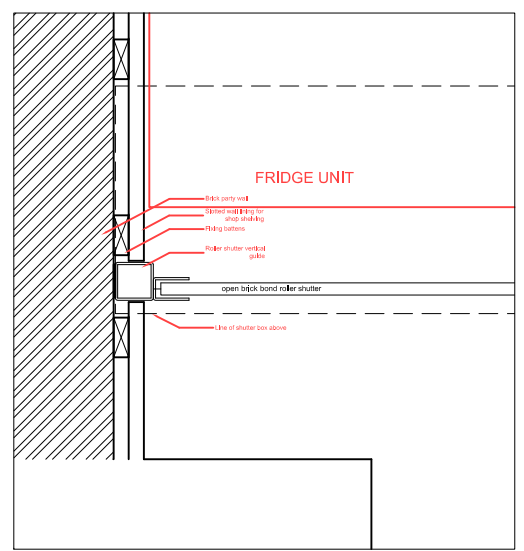 FRIDGE UNIT
Brick party wall
Slotted wall lining for
shop shelving
Fixing battens
Roller shutter vertical
guide
open brick bond roller shutter
Line of shutter box above